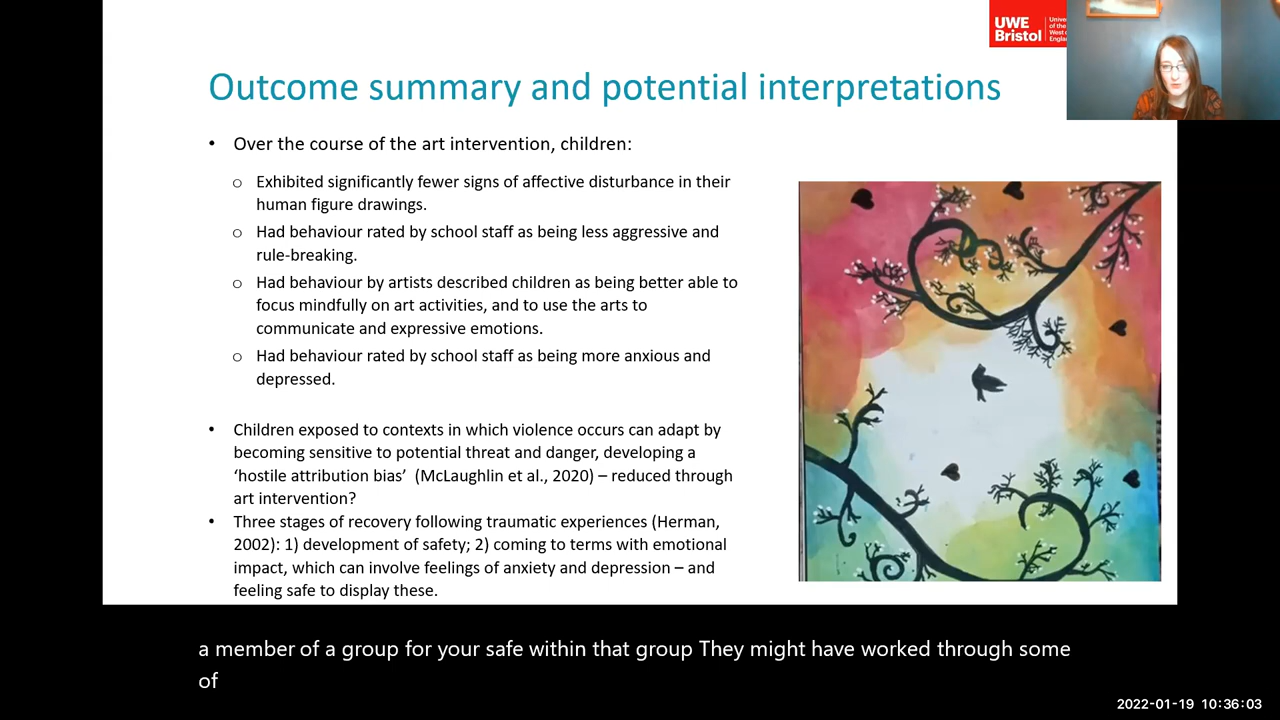 UWE
Bristol
Univer
of the
West o
Englan
Outcome summary and potential interpretations
• Over the course of the art intervention, children:
o Exhibited significantly fewer signs of affective disturbance in their
human figure drawings.
o Had behaviour rated by school staff as being less aggressive and
rule-breaking.
o Had behaviour by artists described children as being better able to
focus mindfully on art activities, and to use the arts to
communicate and expressive emotions.
o Had behaviour rated by school staff as being more anxious and
depressed.
• Children exposed to contexts in which violence occurs can adapt by
becoming sensitive to potential threat and danger, developing a
‘hostile attribution bias’ (McLaughlin et al., 2020) – reduced through
art intervention?
• Three stages of recovery following traumatic experiences (Herman,
2002): 1) development of safety; 2) coming to terms with emotional
impact, which can involve feelings of anxiety and depression – and
feeling safe to display these.
a member of a group for your safe within that group They might have worked through some
of
2022-01-19 10:36:03